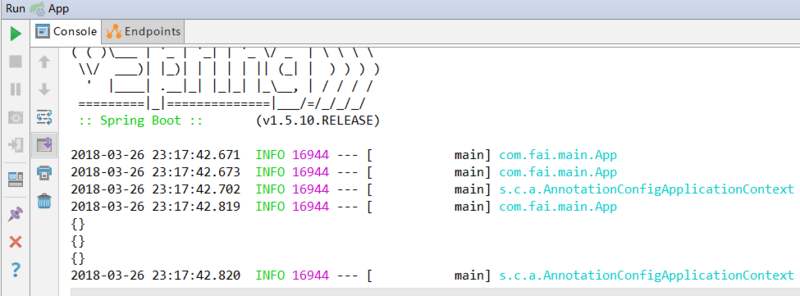 Run App
Console Endpoints
( ( )\___ | '_ | '_| | '_ \/ _` | \ \ \ \
\\/ ___)| |_)| | | | | || (_| | ) ) ) )
' |____| .__|_| |_|_| |_\__, | / / / /
=========|_|==============|___/=/_/_/_/
:: Spring Boot :: (v1.5.10.RELEASE)
2018-03-26 23:17:42.671 INFO 16944 --- [ main] com.fai.main.App
2018-03-26 23:17:42.673 INFO 16944 --- [ main] com.fai.main.App
2018-03-26 23:17:42.702 INFO 16944 --- [ main] s.c.a.AnnotationConfigApplicationContext
2018-03-26 23:17:42.819 INFO 16944 --- [ main] com.fai.main.App
{}
{}
{}
2018-03-26 23:17:42.820 INFO 16944 --- [ main] s.c.a.AnnotationConfigApplicationContext